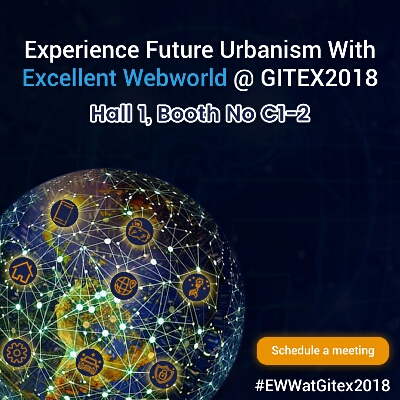 Experience Future Urbanism With
Excellent Webworld @ GITEX2018
Hall 1, Booth No C1-2
Schedule a meeting
#EWWatGitex2018